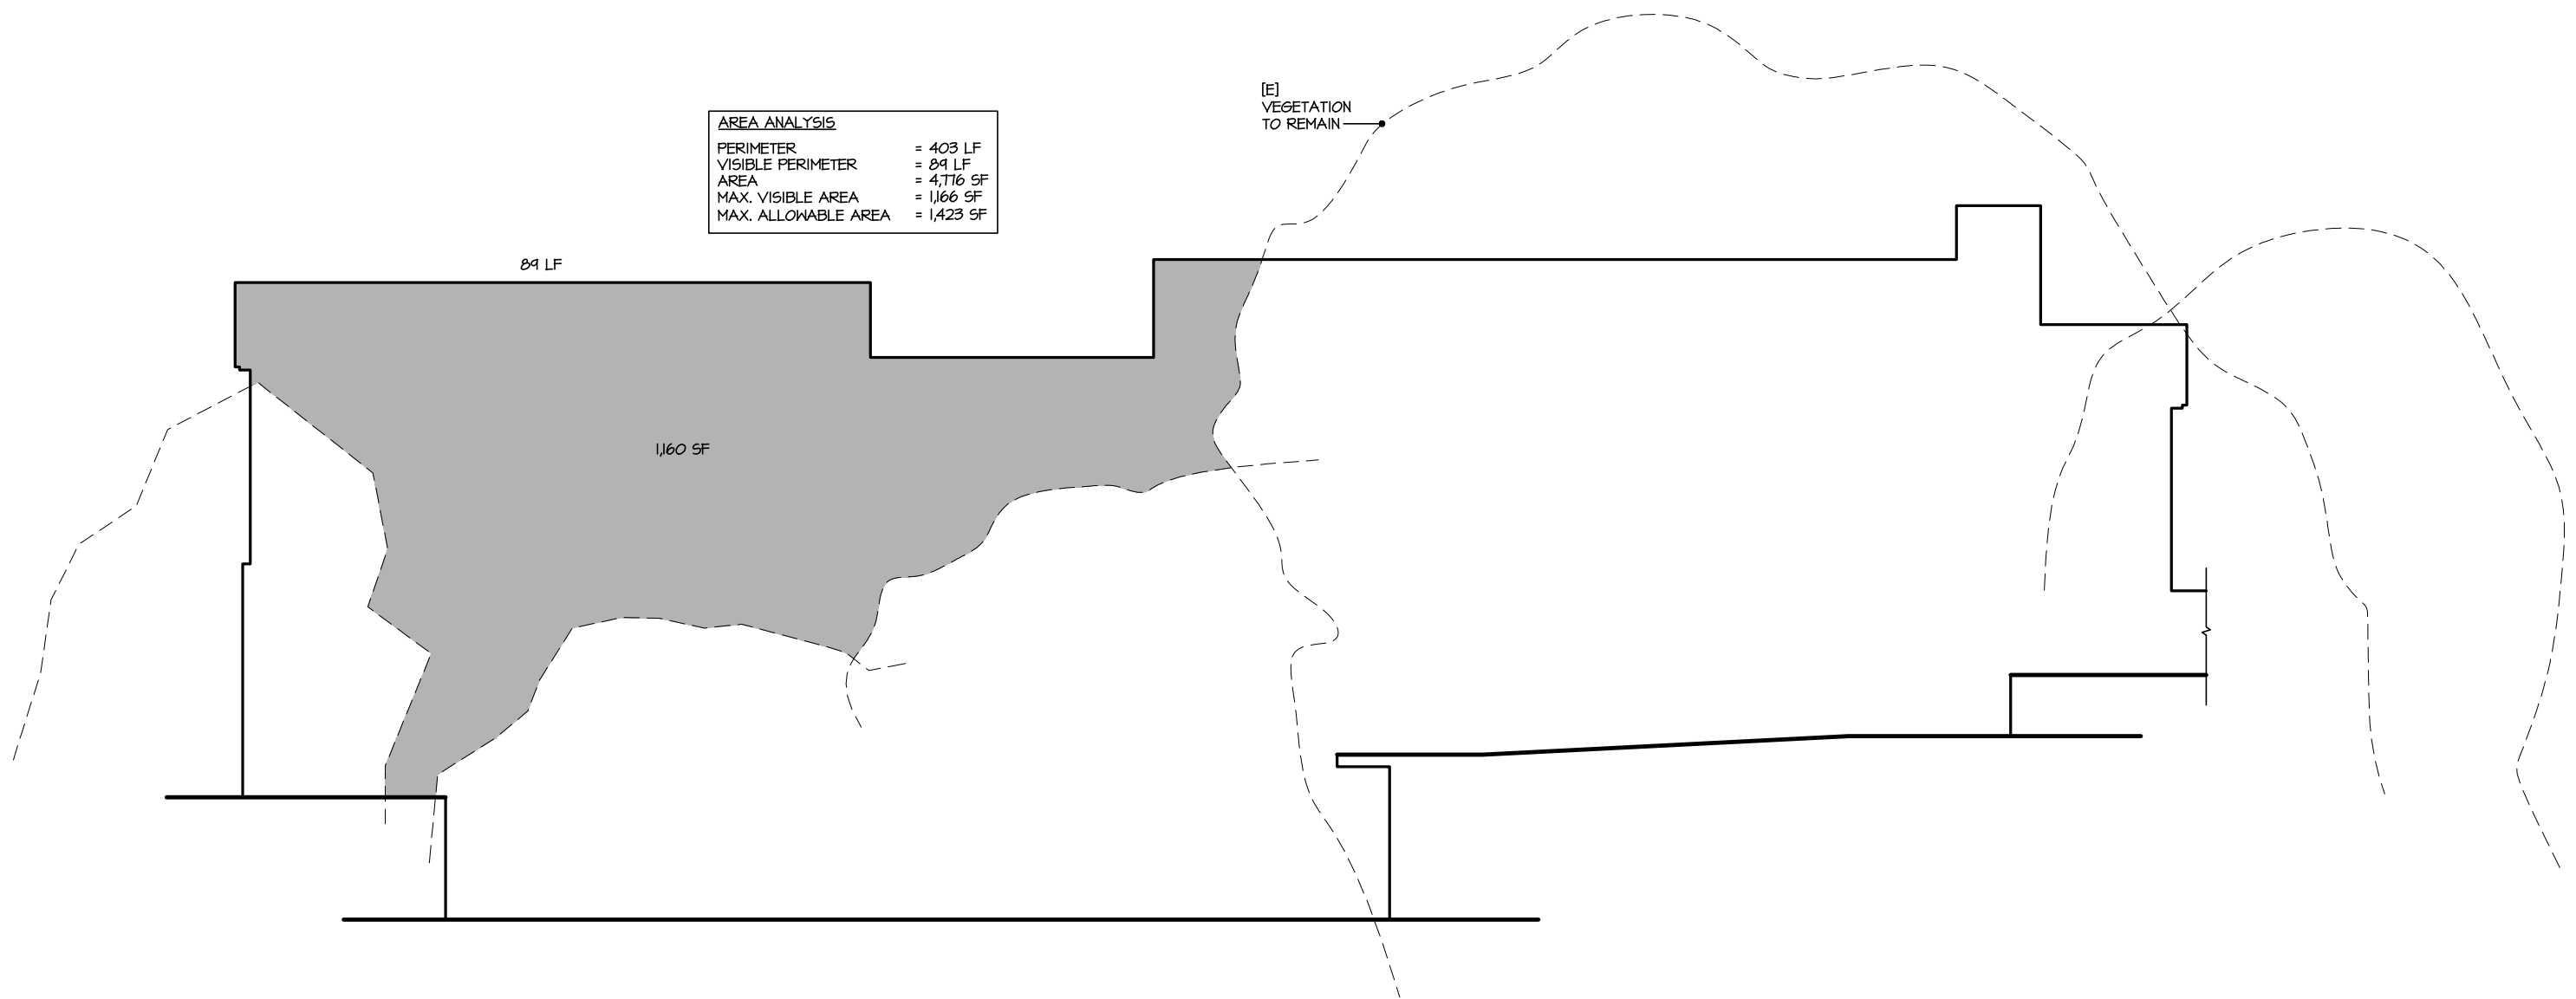 [E]
VEGETATION
TO REMAIN
AREA ANALYSIS
PERIMETER = 403 LF
VISIBLE PERIMETER = 89 LF
AREA = 4,776 SF
MAX. VISIBLE AREA = 1,166 SF
MAX. ALLOWABLE AREA = 1,423 SF
89 LF
1,160 SF